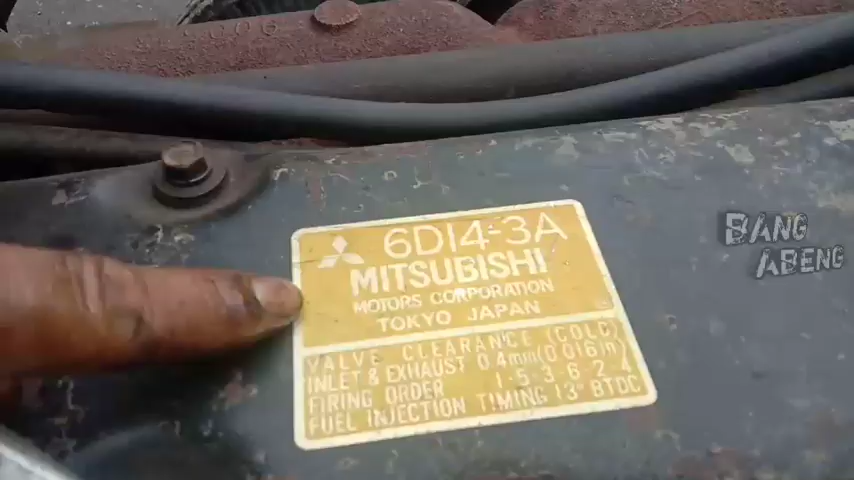 6D14-3A
MITSUBISHI
MOTORS CORPORATION
TOKYO JAPAN
VALVE CLEARANCE (COLD)
INLET & EXHAUST 0.4mm(0.016in)
FIRING ORDER 1.5.3.6.2.4
FUEL INJECTION TIMING 13° BTDC
BANG
ABENG